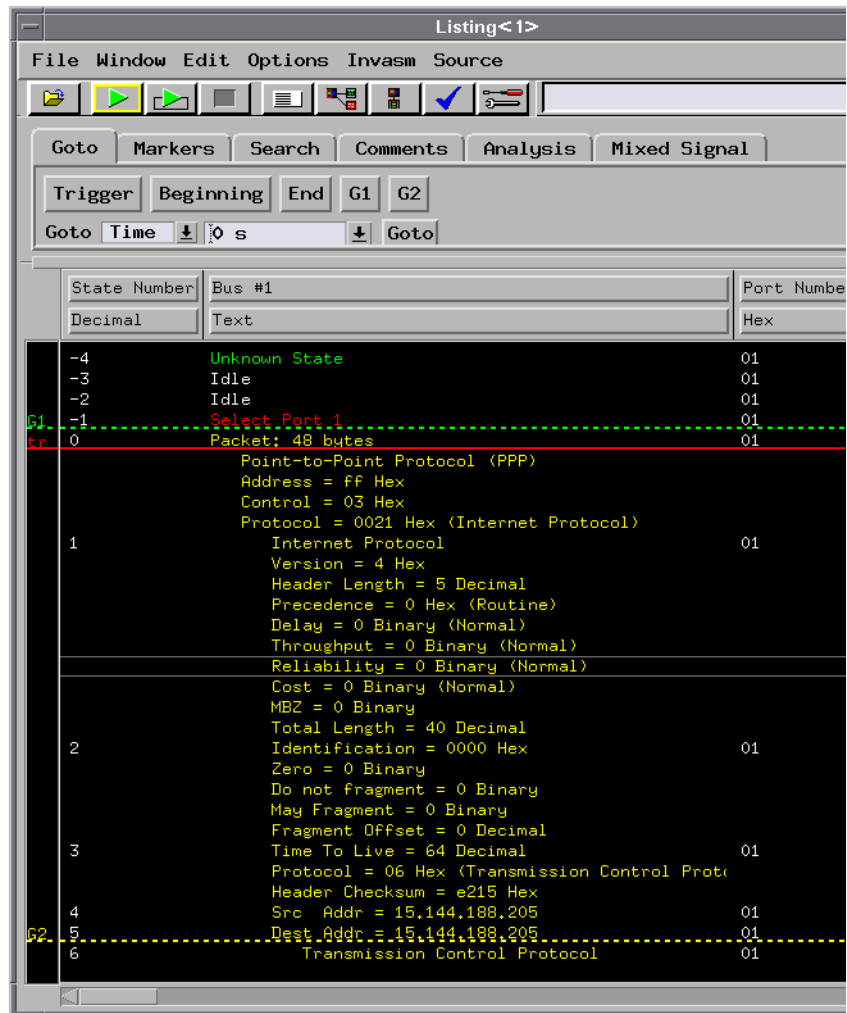 Listing<1>
File Window Edit Options Invasm Source
Goto Markers Search Comments Analysis Mixed Signal
Trigger Beginning End G1 G2
Goto Time 0 s Goto
State Number Bus #1 Port Numbe
Decimal Text Hex
-4 Unknown State 01
-3 Idle 01
-2 Idle 01
G1 -1 Select Port 1 01
tr 0 Packet: 48 bytes 01
Point-to-Point Protocol (PPP)
Address = ff Hex
Control = 03 Hex
Protocol = 0021 Hex (Internet Protocol)
1 Internet Protocol 01
Version = 4 Hex
Header Length = 5 Decimal
Precedence = 0 Hex (Routine)
Delay = 0 Binary (Normal)
Throughput = 0 Binary (Normal)
Reliability = 0 Binary (Normal)
Cost = 0 Binary (Normal)
MBZ = 0 Binary
Total Length = 40 Decimal
2 Identification = 0000 Hex 01
Zero = 0 Binary
Do not fragment = 0 Binary
May Fragment = 0 Binary
Fragment Offset = 0 Decimal
3 Time To Live = 64 Decimal 01
Protocol = 06 Hex (Transmission Control Proto
Header Checksum = e215 Hex
4 Src Addr = 15.144.188.205 01
G2 5 Dest Addr = 15.144.188.205 01
6 Transmission Control Protocol 01